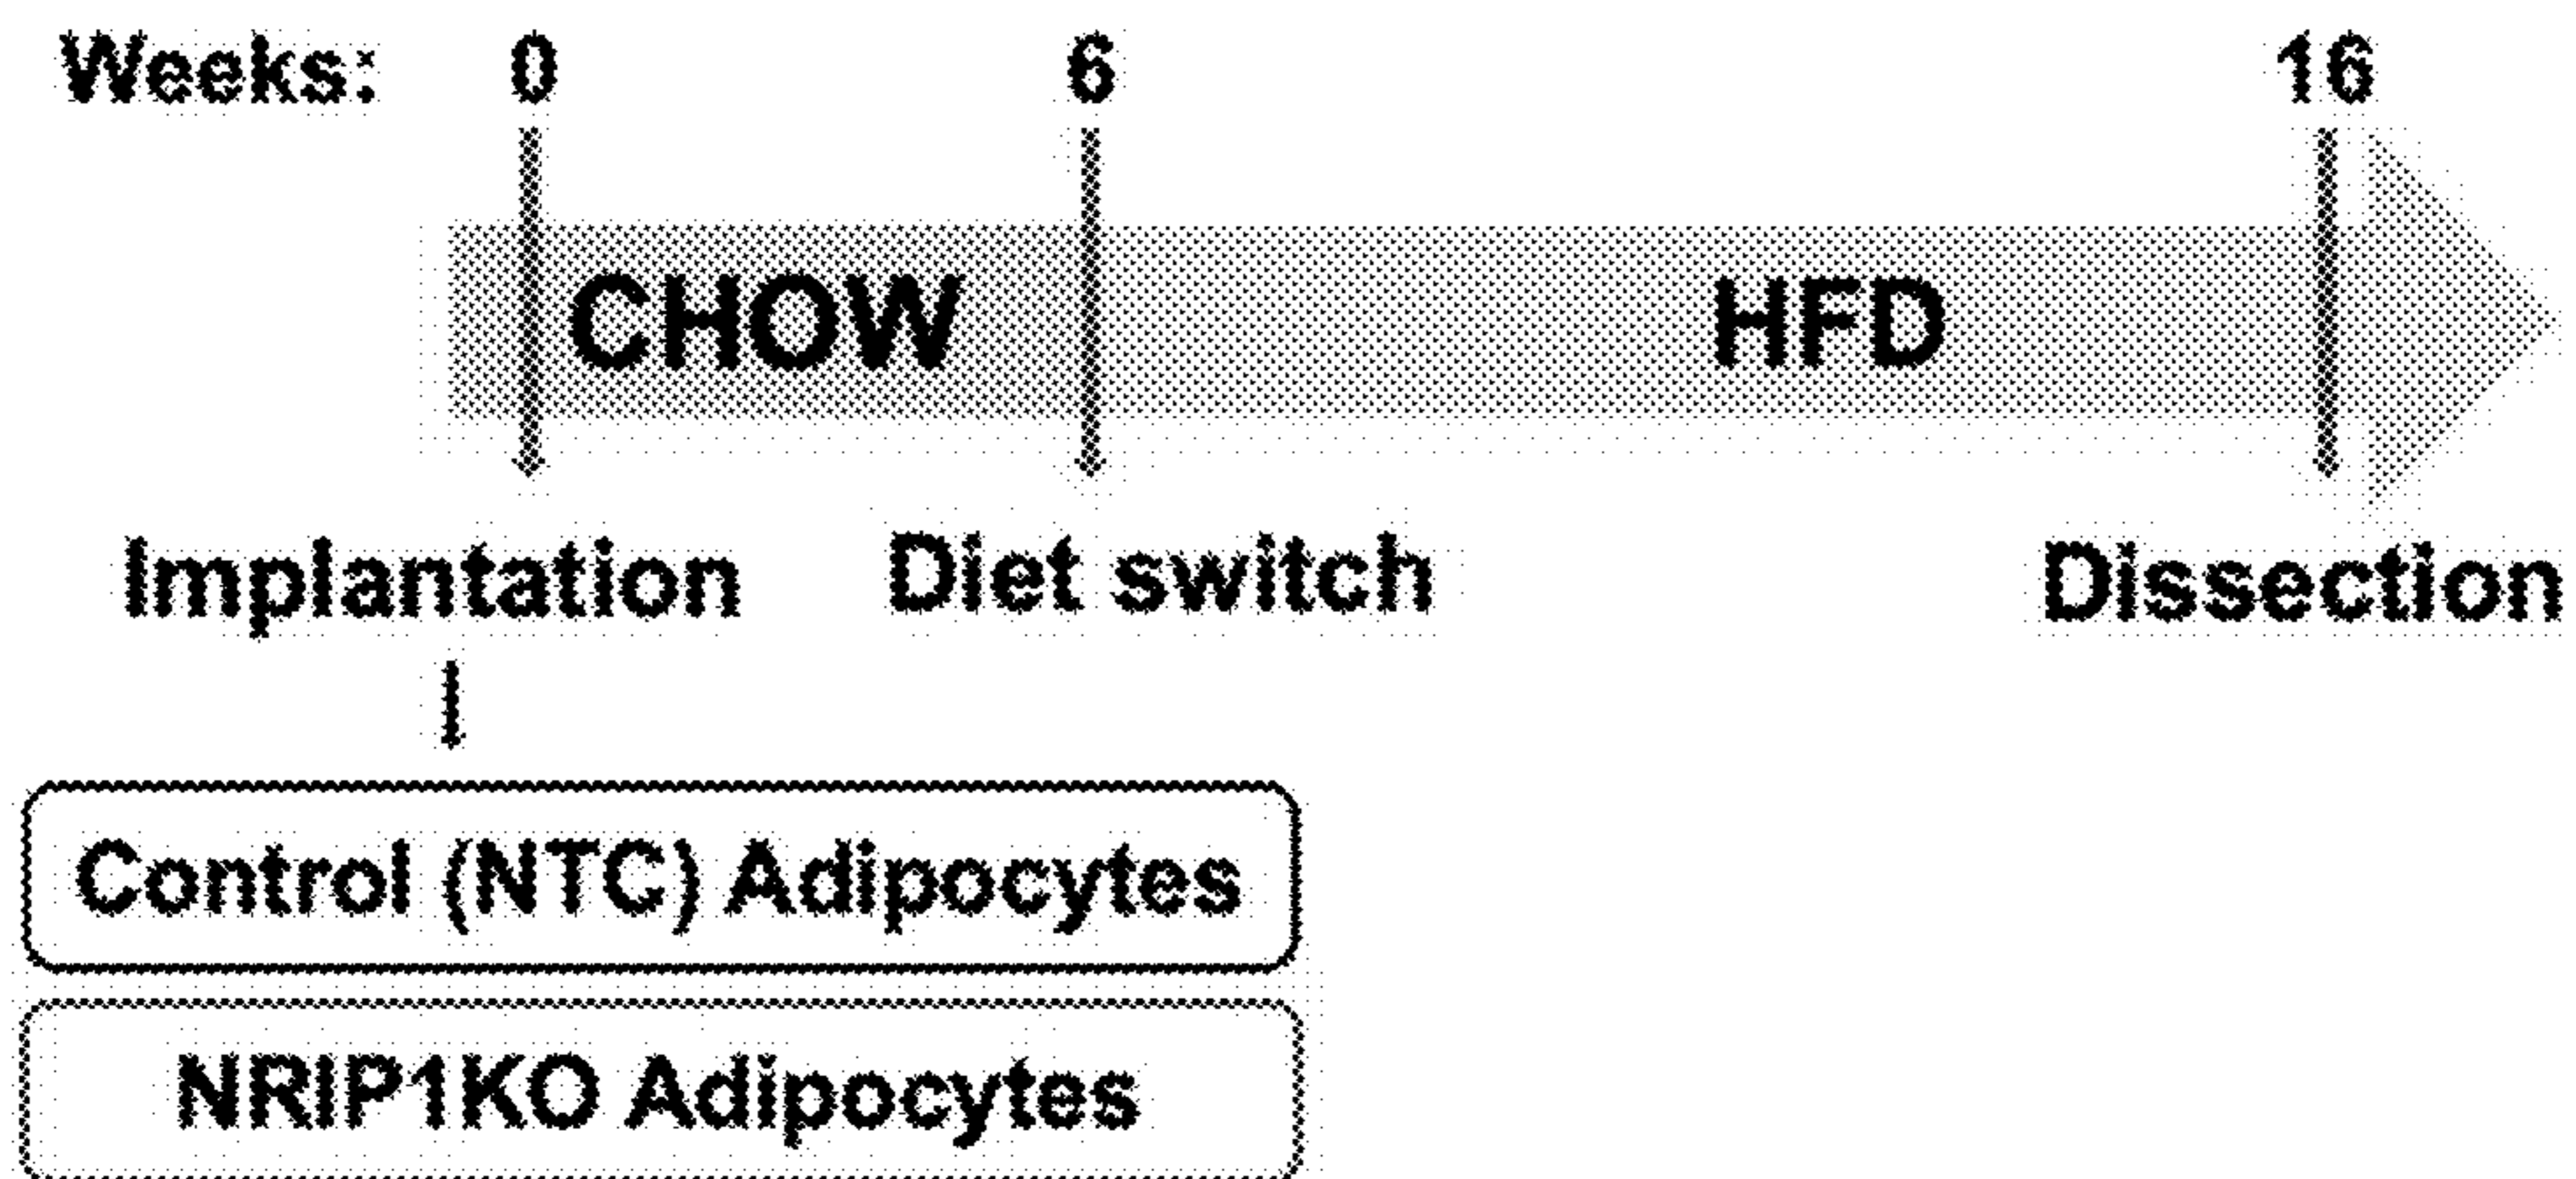 Weeks: 0 6 16
CHOW HFD
Implantation Diet switch Dissection
Control (NTC) Adipocytes
NRIP1KO Adipocytes